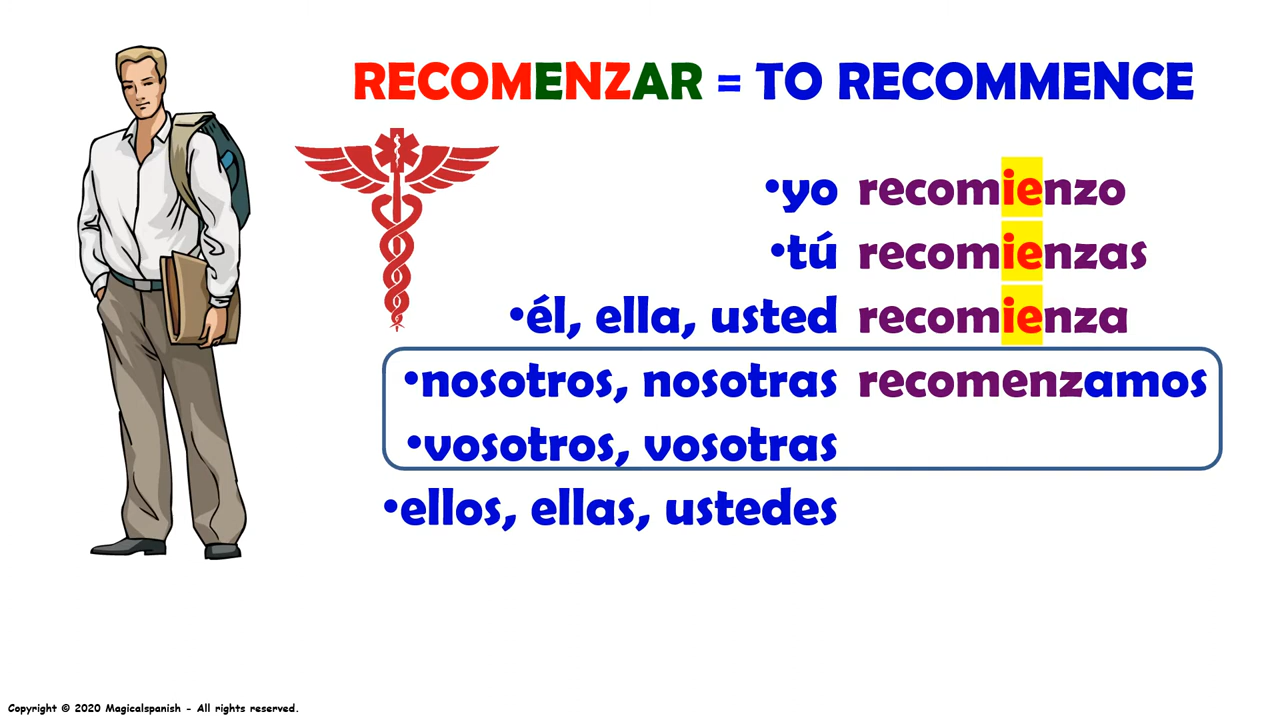 RECOMENZAR = TO RECOMMENCE
•yo recomienzo
•tú recomienzas
•él, ella, usted recomienza
•nosotros, nosotras recomenzamos
•vosotros, vosotras
•ellos, ellas, ustedes
Copyright © 2020 Magicalspanish - All rights reserved.